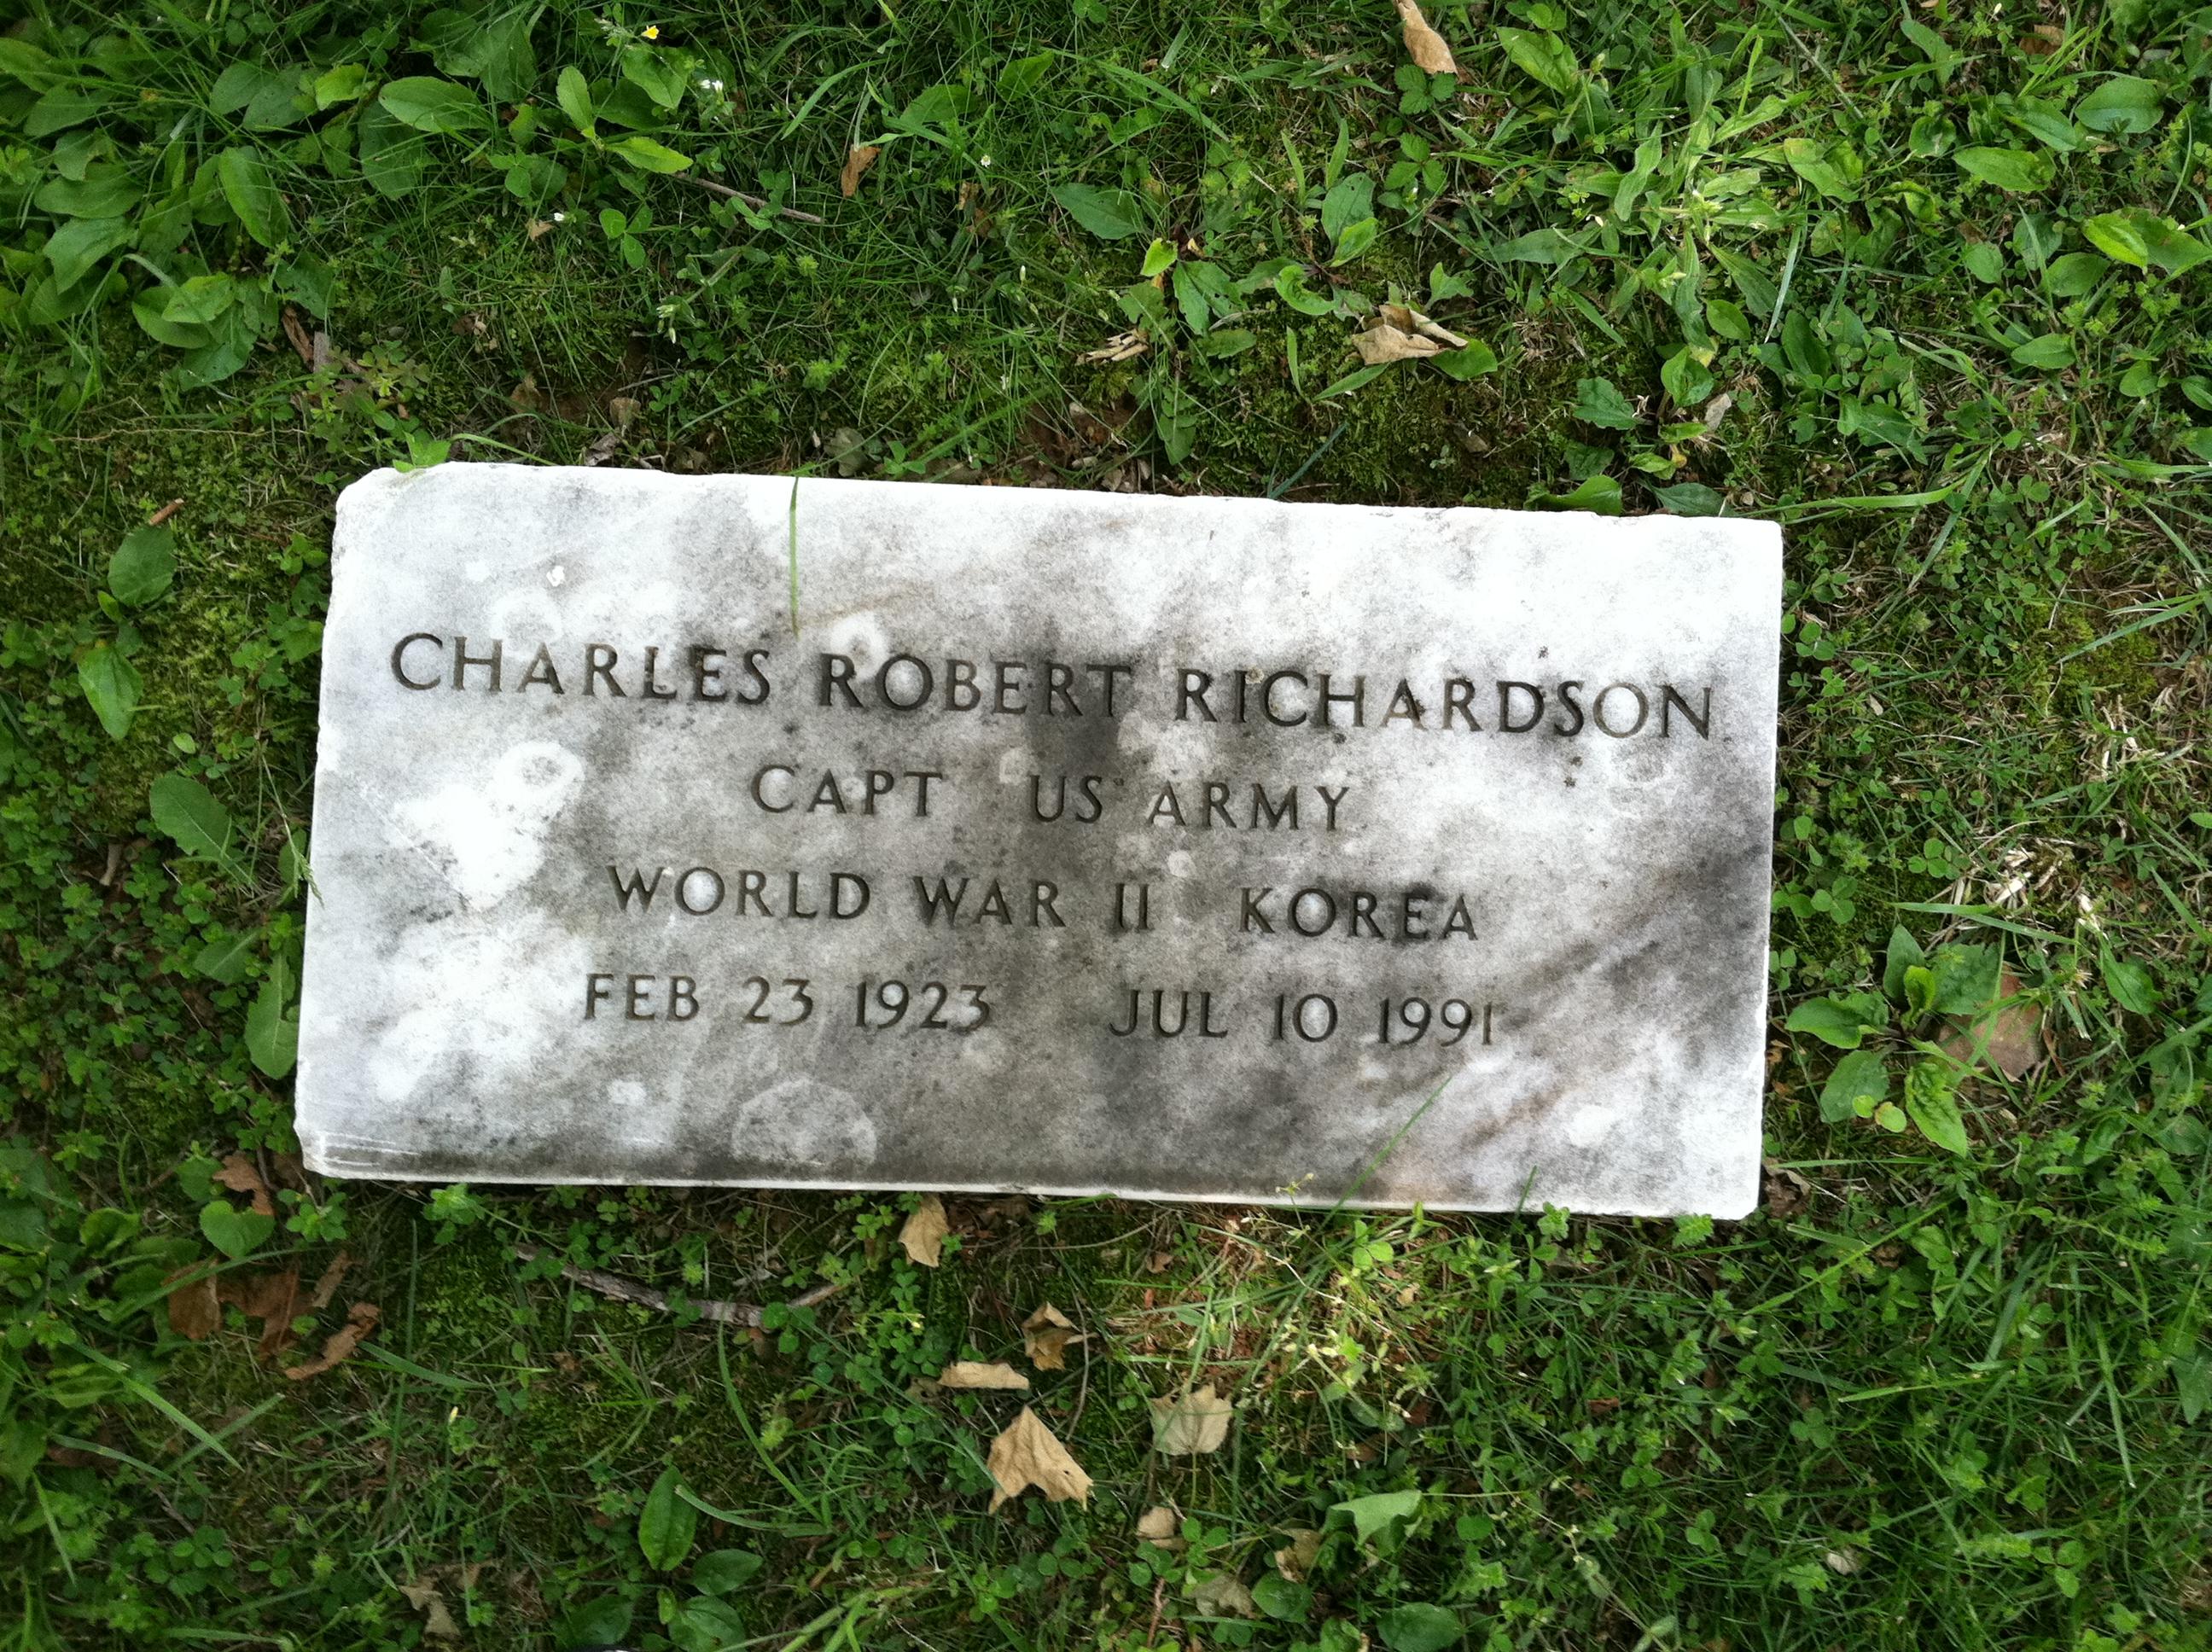 CHARLES ROBERT RICHARDSON
CAPT US ARMY
WORLD WAR II KOREA
FEB 23 1923 JUL 10 1991